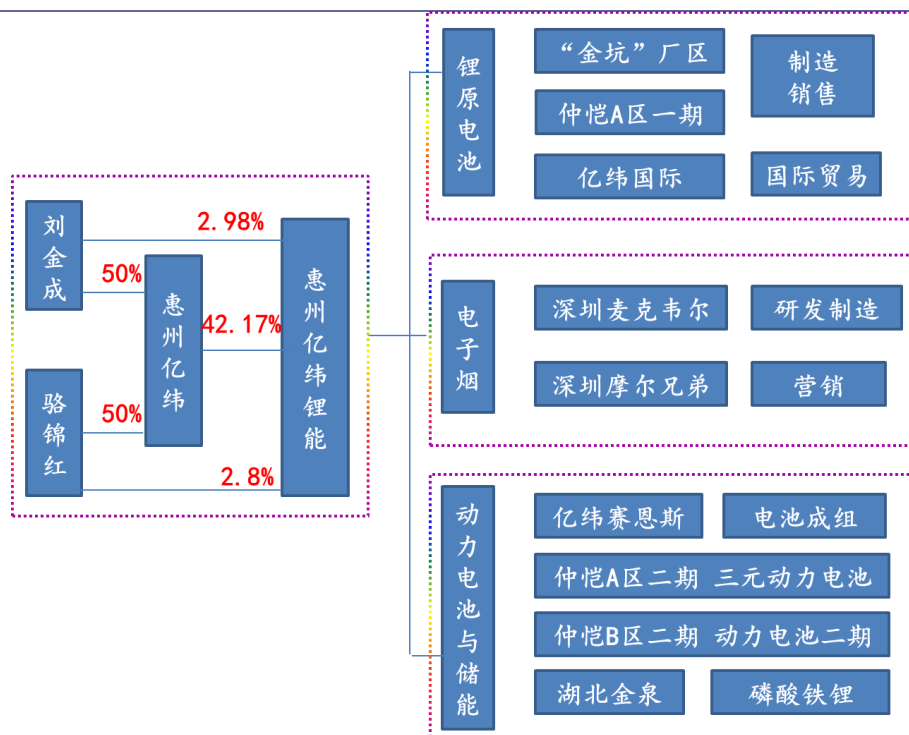 刘金成
骆锦红
50%
50%
惠州亿纬
2.98%
42.17%
2.8%
惠州亿纬锂能
锂原电池
“金坑”厂区
仲恺A区一期
制造
销售
亿纬国际
国际贸易
电子烟
深圳麦克韦尔
研发制造
深圳摩尔兄弟
营销
动力电池与储能
亿纬赛恩斯
电池成组
仲恺A区二期 三元动力电池
仲恺B区二期 动力电池二期
湖北金泉
磷酸铁锂